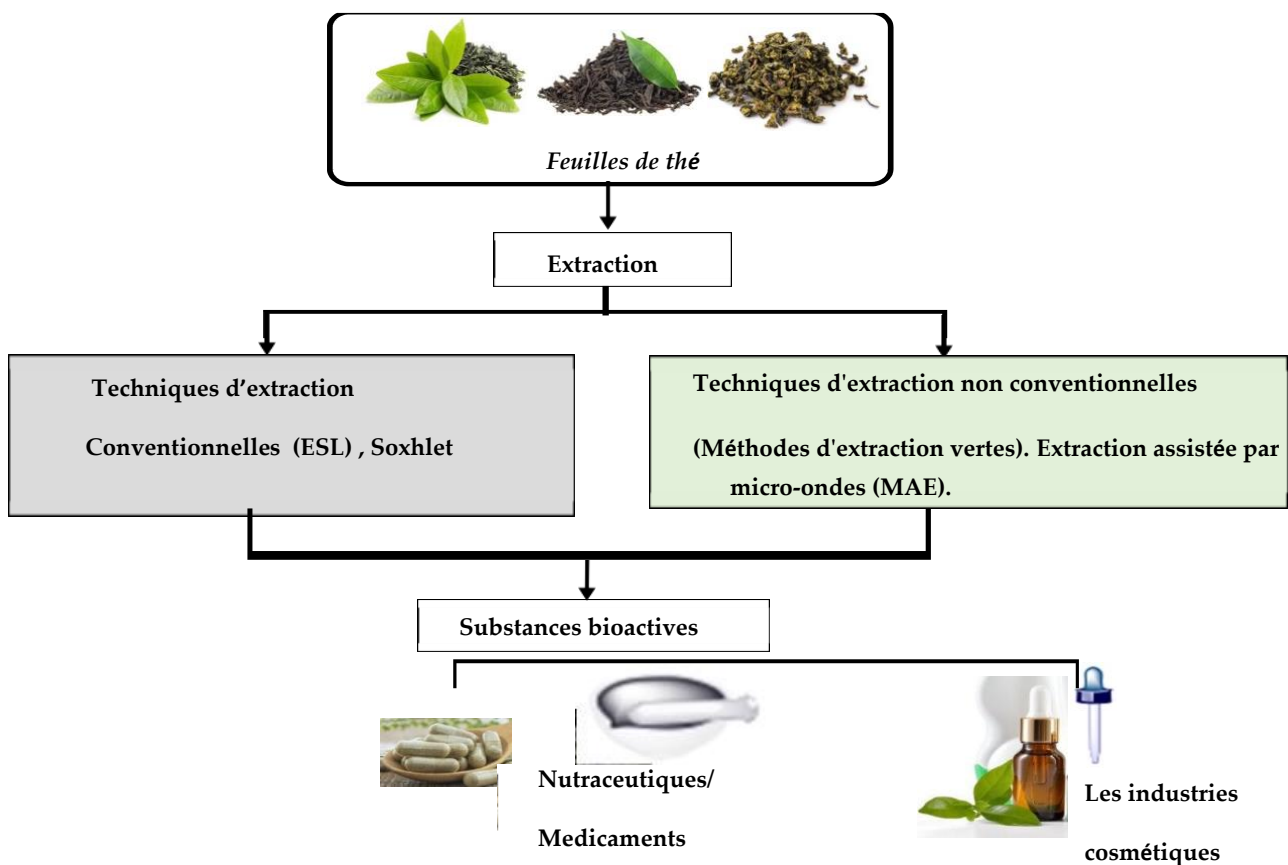 Feuilles de thé
Extraction
Techniques d’extraction
Conventionnelles (ESL) , Soxhlet
Techniques d'extraction non conventionnelles
(Méthodes d'extraction vertes). Extraction assistée par
micro-ondes (MAE).
Substances bioactives
Nutraceutiques/
Medicaments
Les industries
cosmétiques